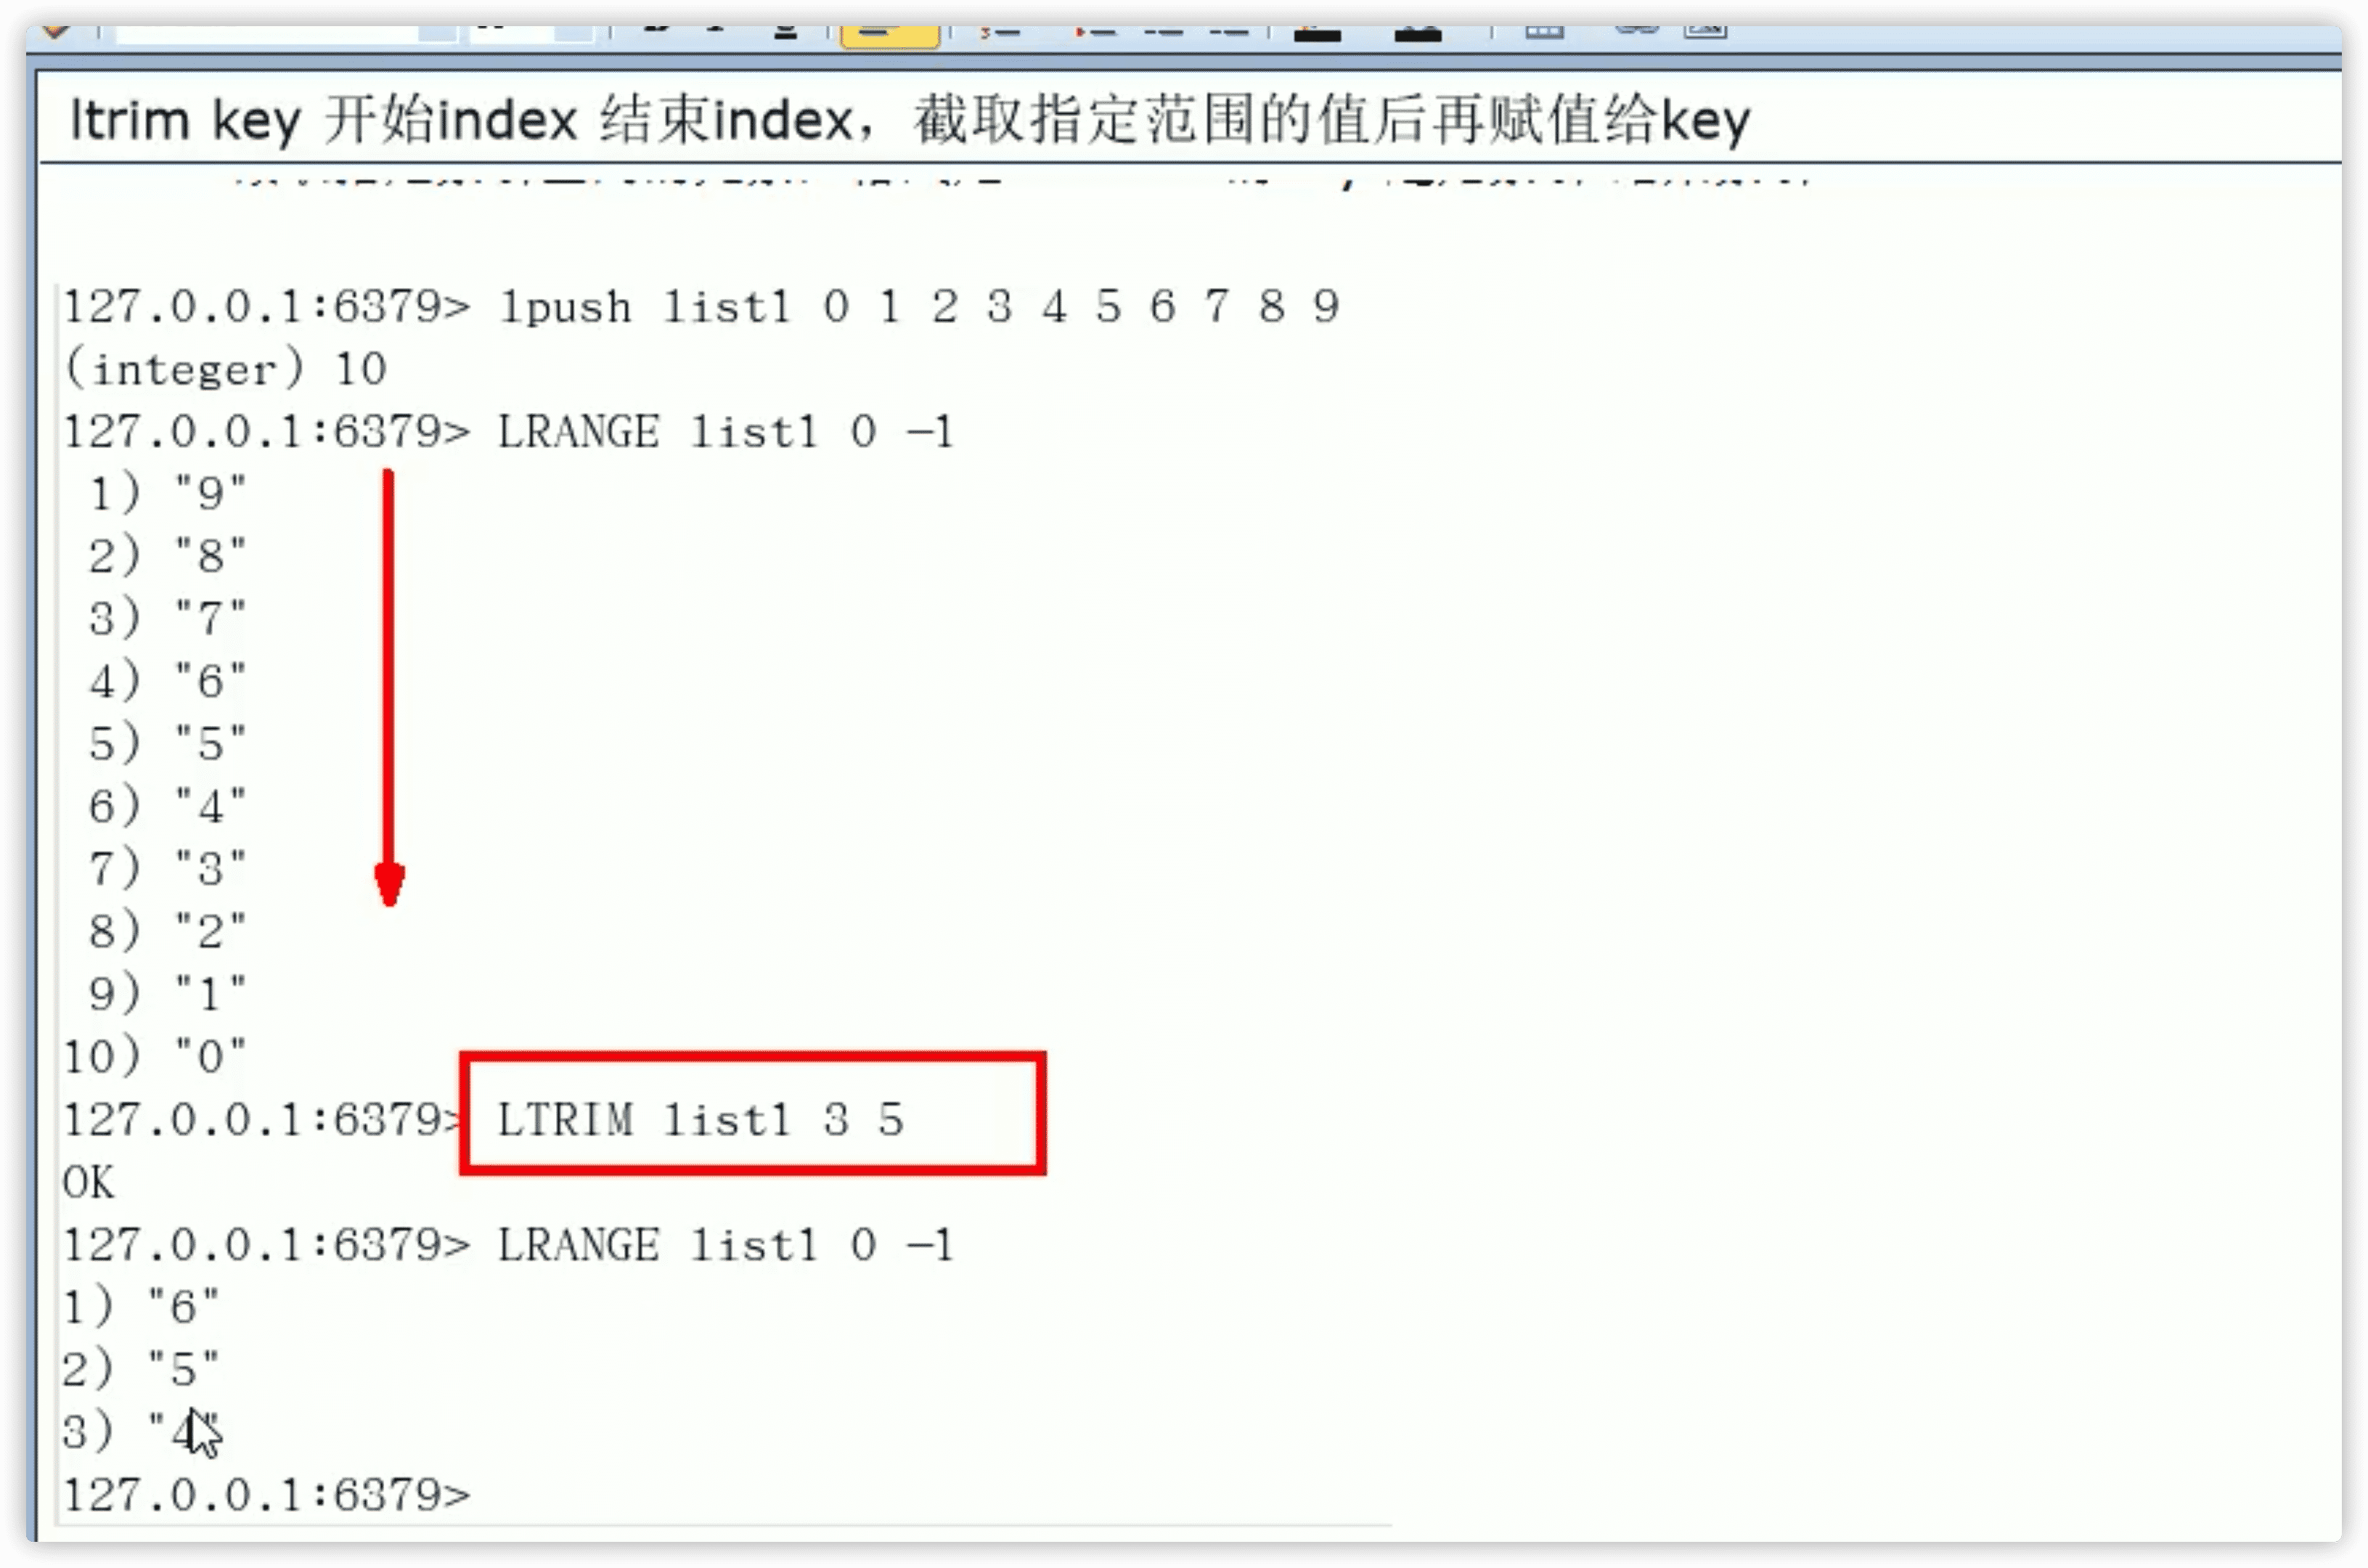 ltrim key 开始index 结束index，截取指定范围的值后再赋值给key
127.0.0.1:6379> lpush list1 0 1 2 3 4 5 6 7 8 9
(integer) 10
127.0.0.1:6379> LRANGE list1 0 -1
1) "9"
2) "8"
3) "7"
4) "6"
5) "5"
6) "4"
7) "3"
8) "2"
9) "1"
10) "0"
127.0.0.1:6379> LTRIM list1 3 5
OK
127.0.0.1:6379> LRANGE list1 0 -1
1) "6"
2) "5"
3) "4"
127.0.0.1:6379>